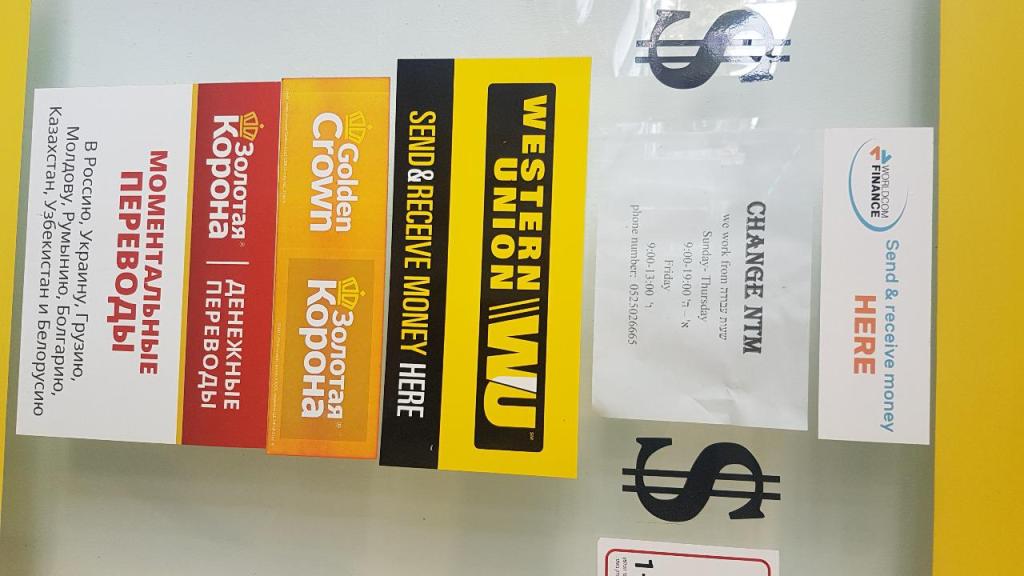 WORLDCOM
FINANCE
Send & receive money
HERE
$ $
CHANGE NTM
we work from שעות עבודה
Sunday- Thursday
9:00-19:00 א' – ה'
Friday
9:00-13:00 ו'
phone number: 0525026665
WESTERN
UNION
WU
SEND&RECEIVE MONEY HERE
Golden
Crown
Золотая
Корона®
Золотая
Корона®
ДЕНЕЖНЫЕ
ПЕРЕВОДЫ
МОМЕНТАЛЬНЫЕ
ПЕРЕВОДЫ
В Россию, Украину, Грузию,
Молдову, Румынию, Болгарию,
Казахстан, Узбекистан и Белоруссию